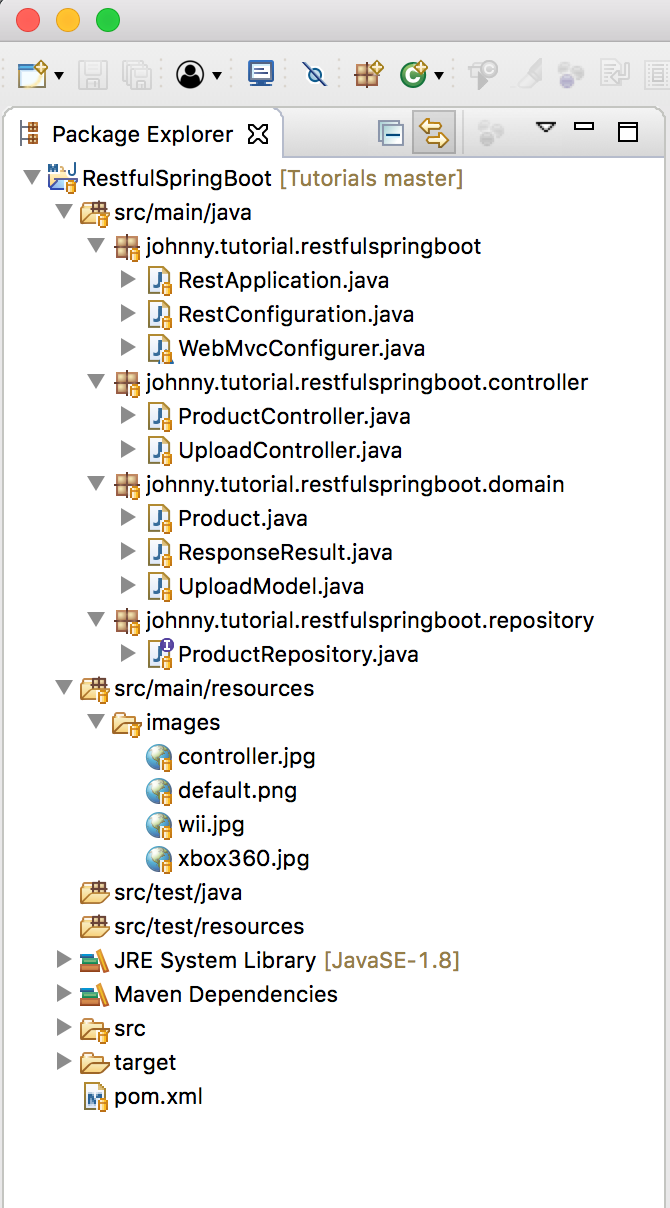 Package Explorer
RestfulSpringBoot [Tutorials master]
src/main/java
johnny.tutorial.restfulspringboot
RestApplication.java
RestConfiguration.java
WebMvcConfigurer.java
johnny.tutorial.restfulspringboot.controller
ProductController.java
UploadController.java
johnny.tutorial.restfulspringboot.domain
Product.java
ResponseResult.java
UploadModel.java
johnny.tutorial.restfulspringboot.repository
ProductRepository.java
src/main/resources
images
controller.jpg
default.png
wii.jpg
xbox360.jpg
src/test/java
src/test/resources
JRE System Library [JavaSE-1.8]
Maven Dependencies
src
target
pom.xml